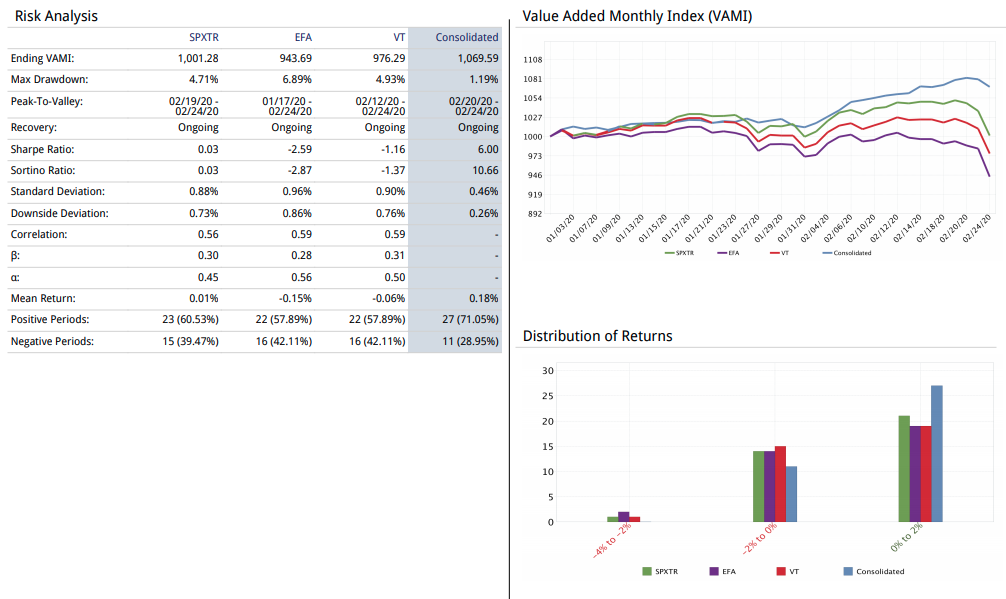 Risk Analysis
SPXTR EFA VT Consolidated
Ending VAMI: 1,001.28 943.69 976.29 1,069.59
Max Drawdown: 4.71% 6.89% 4.93% 1.19%
Peak-To-Valley: 02/19/20 - 01/17/20 - 02/12/20 - 02/20/20 -
02/24/20 02/24/20 02/24/20 02/24/20
Recovery: Ongoing Ongoing Ongoing Ongoing
Sharpe Ratio: 0.03 -2.59 -1.16 6.00
Sortino Ratio: 0.03 -2.87 -1.37 10.66
Standard Deviation: 0.88% 0.96% 0.90% 0.46%
Downside Deviation: 0.73% 0.86% 0.76% 0.26%
Correlation: 0.56 0.59 0.59 -
β: 0.30 0.28 0.31 -
α: 0.45 0.56 0.50 -
Mean Return: 0.01% -0.15% -0.06% 0.18%
Positive Periods: 23 (60.53%) 22 (57.89%) 22 (57.89%) 27 (71.05%)
Negative Periods: 15 (39.47%) 16 (42.11%) 16 (42.11%) 11 (28.95%)
Value Added Monthly Index (VAMI)
1108
1081
1054
1027
1000
973
946
919
892
01/03/20 01/07/20 01/09/20 01/13/20 01/15/20 01/17/20 01/21/20 01/23/20 01/27/20 01/29/20 01/31/20 02/04/20 02/06/20 02/10/20 02/12/20 02/14/20 02/18/20 02/20/20 02/24/20
SPXTR EFA VT Consolidated
Distribution of Returns
30
25
20
15
10
5
0
-4% to -2% -2% to 0% 0% to 2%
SPXTR EFA VT Consolidated